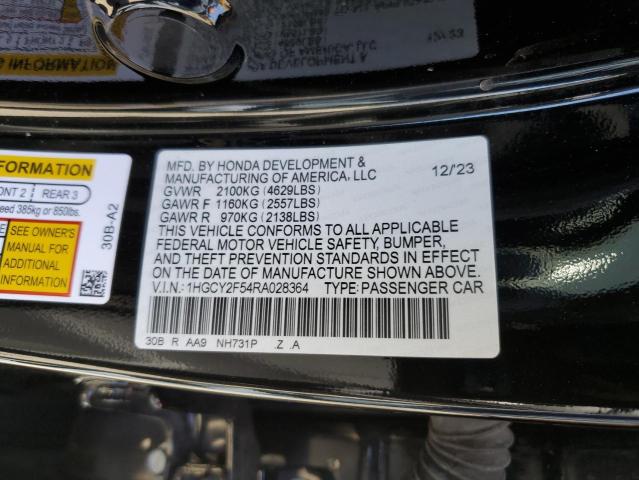 FORMATION
ONT 2 REAR 3
eed 385kg or 850lbs.
SEE OWNER'S
MANUAL FOR
ADDITIONAL
INFORMATION
30B-A2
MFD. BY HONDA DEVELOPMENT &
MANUFACTURING OF AMERICA, LLC 12/'23
GVWR 2100KG (4629LBS)
GAWR F 1160KG (2557LBS)
GAWR R 970KG (2138LBS)
THIS VEHICLE CONFORMS TO ALL APPLICABLE
FEDERAL MOTOR VEHICLE SAFETY, BUMPER,
AND THEFT PREVENTION STANDARDS IN EFFECT
ON THE DATE OF MANUFACTURE SHOWN ABOVE.
V.I.N.:1HGCY2F54RA028364 TYPE:PASSENGER CAR
30B R AA9 NH731P .Z .A